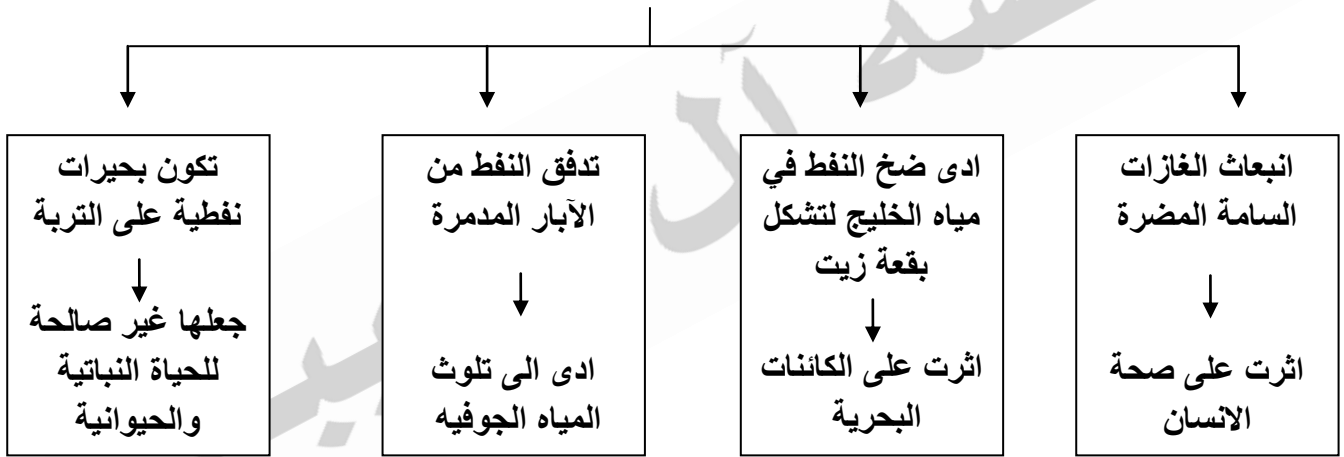 انبعاث الغازات
السامة المضرة
اثرت على صحة
الانسان
ادى ضخ النفط في
مياه الخليج لتشكل
بقعة زيت
اثرت على الكائنات
البحرية
تدفق النفط من
الآبار المدمرة
ادى الى تلوث
المياه الجوفيه
تكون بحيرات
نفطية على التربة
جعلها غير صالحة
للحياة النباتية
والحيوانية